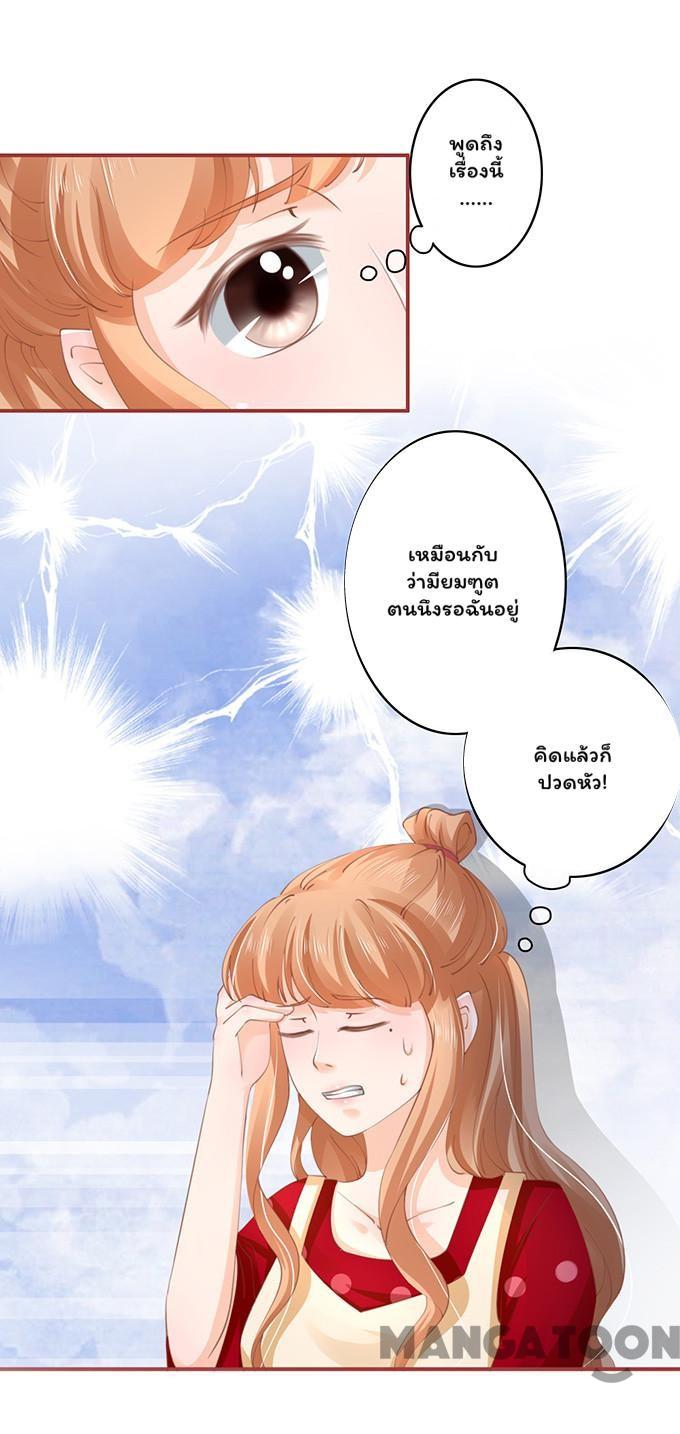 พูดถึง
เรื่องนี้
......
เหมือนกับ
ว่ามียมฑูต
ตนนึงรอฉันอยู่
คิดแล้วก็
ปวดหัว!
MANGATOON